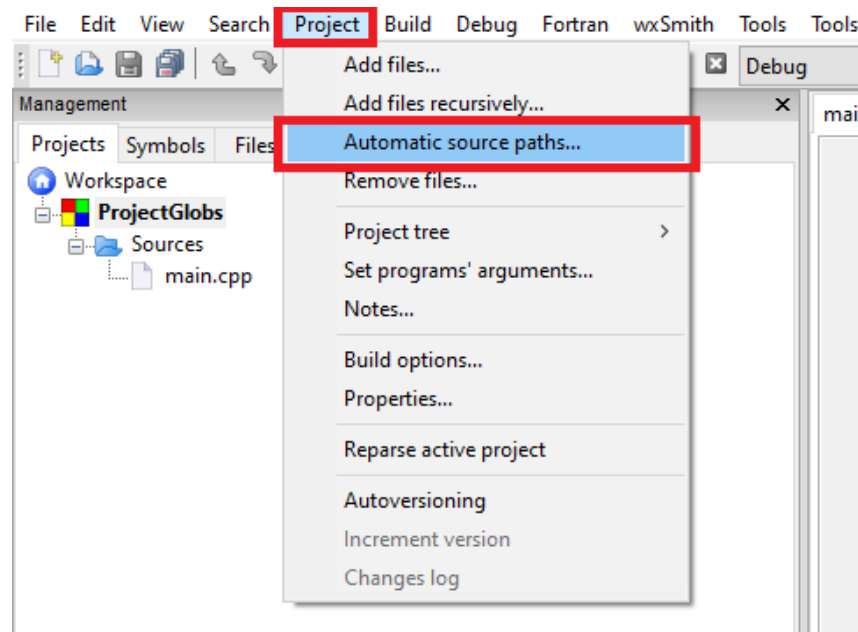 File Edit View Search Project Build Debug Fortran wxSmith Tools Tools
Debug
Management
mai
Projects Symbols Files
Workspace
ProjectGlobs
Sources
main.cpp
Add files...
Add files recursively...
Automatic source paths...
Remove files...
Project tree
Set programs' arguments...
Notes...
Build options...
Properties...
Reparse active project
Autoversioning
Increment version
Changes log